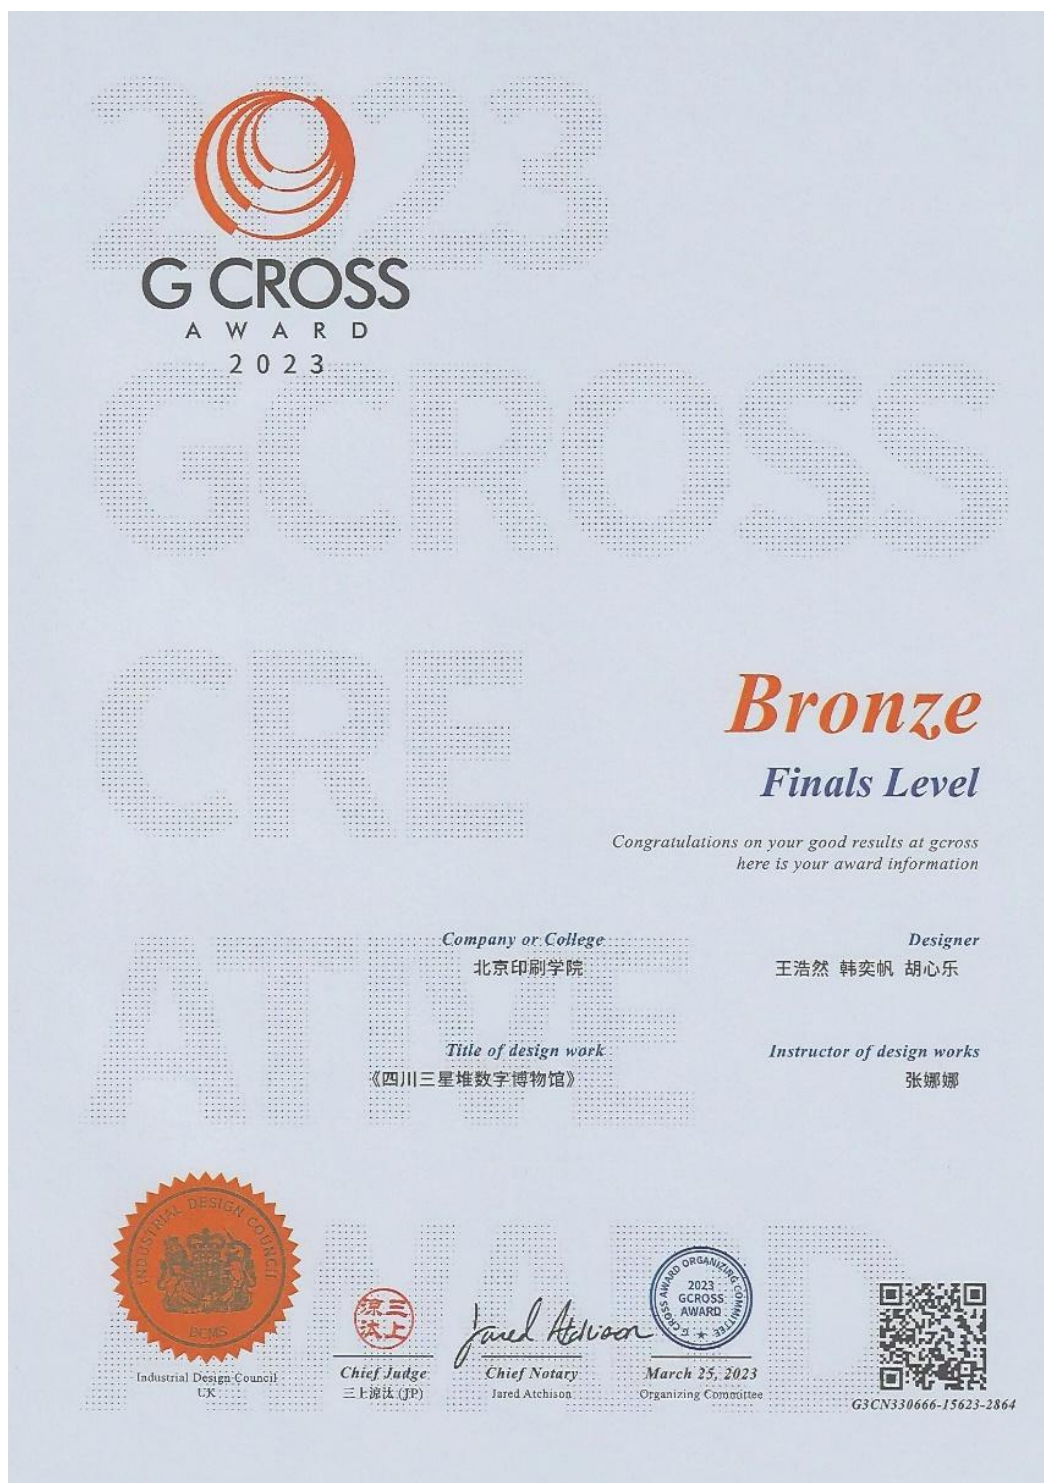 2023
G CROSS
AWARD
2023
GCROSS
CRE
Bronze
Finals Level
Congratulations on your good results at gcross
here is your award information
ATIVE
Company or College
北京印刷学院
Designer
王浩然 韩奕帆 胡心乐
Title of design work
《四川三星堆数字博物馆》
Instructor of design works
张娜娜
AWARD
INDUSTRIAL DESIGN COUNCIL
Industrial Design Council
UK
三上
涼汰
Chief Judge
三上涼汰 (JP)
Jared Atchison
Chief Notary
Jared Atchison
G CROSS AWARD ORGANIZING COMMITTEE
2023
GCROSS
AWARD
March 25, 2023
Organizing Committee
G3CN330666-15623-2864